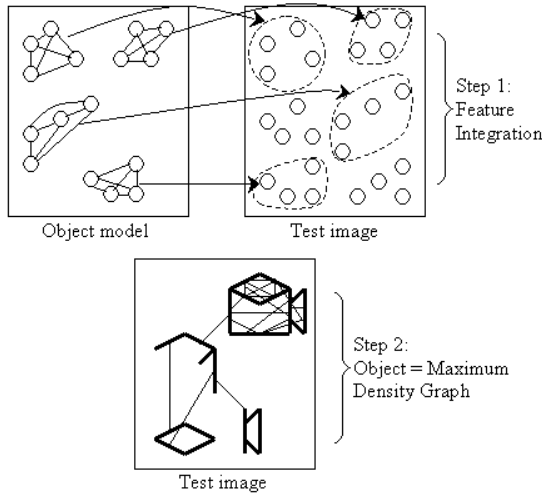 Step 1:
Feature
Integration
Object model
Test image
Step 2:
Object = Maximum
Density Graph
Test image